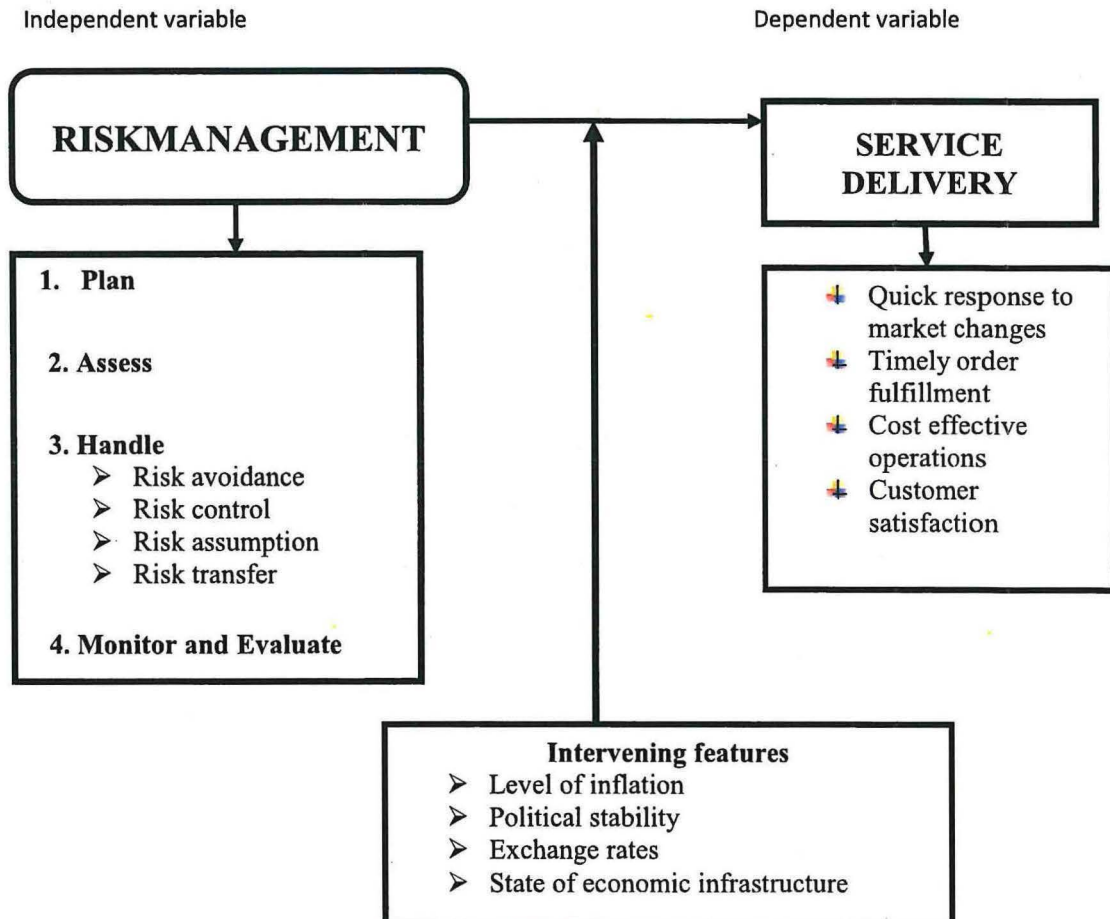 Independent variable
Dependent variable
RISKMANAGEMENT
SERVICE
DELIVERY
1. Plan
2. Assess
3. Handle
➢ Risk avoidance
➢ Risk control
➢ Risk assumption
➢ Risk transfer
4. Monitor and Evaluate
Quick response to
market changes
Timely order
fulfillment
Cost effective
operations
Customer
satisfaction
Intervening features
➢ Level of inflation
➢ Political stability
➢ Exchange rates
➢ State of economic infrastructure